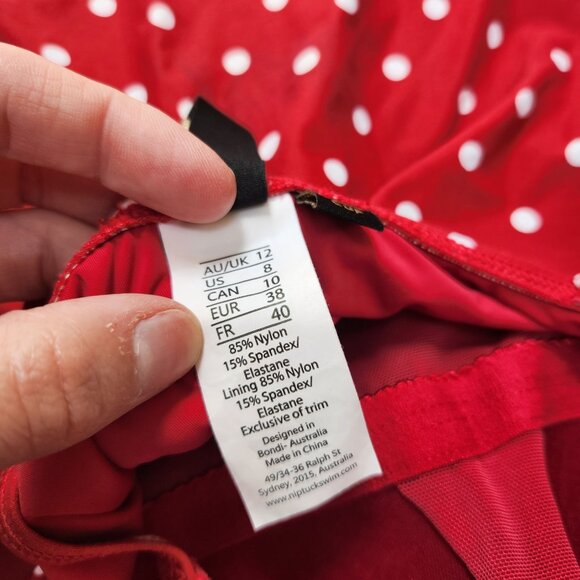 AU/UK 12
US 8
CAN 10
EUR 38
FR 40
85% Nylon
15% Spandex/
Elastane
Lining 85% Nylon
15% Spandex/
Elastane
Exclusive of trim
Designed in
Bondi- Australia
Made in China
49/34-36 Ralph St
Sydney, 2015, Australia
www.niptuckswim.com